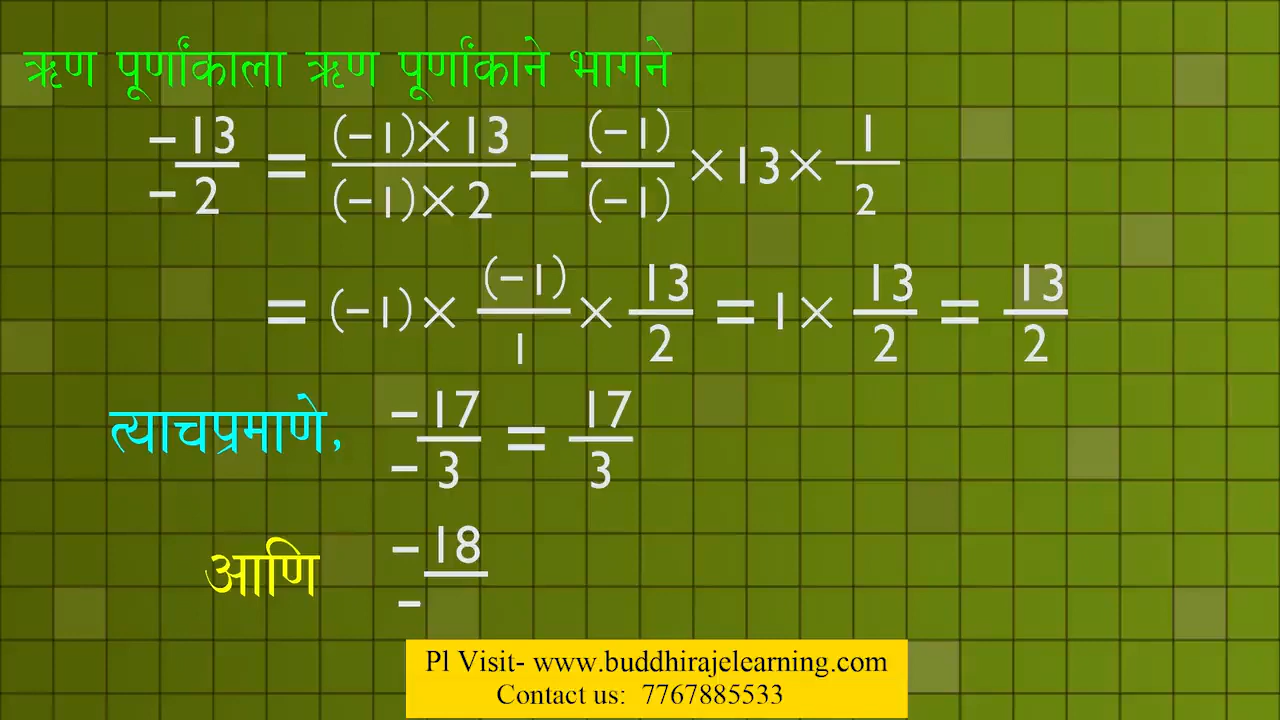 ऋण पूर्णांकाला ऋण पूर्णांकाने भागने
-13/-2 = (-1)×13/(-1)×2 = (-1)/(-1) ×13× 1/2
= (-1)× (-1)/1 × 13/2 = 1× 13/2 = 13/2
त्याचप्रमाणे, -17/-3 = 17/3
आणि -18/-
Pl Visit- www.buddhirajelearning.com
Contact us: 7767885533